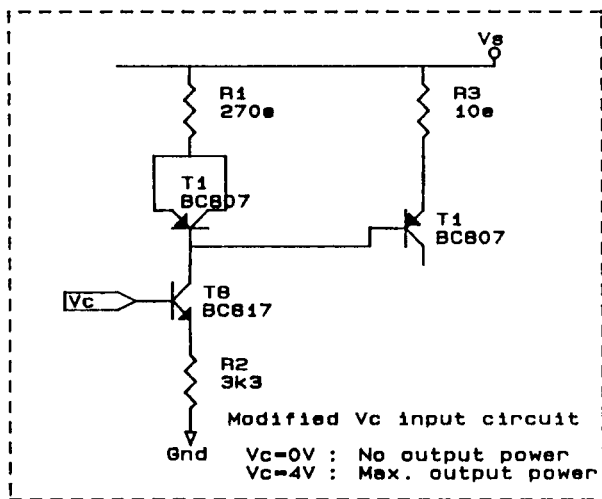 Vs
R1
270e
R3
10e
T1
BC807
T1
BC807
Vc
T8
BC817
R2
3k3
Gnd
Modified Vc input circuit
Vc=0V : No output power
Vc=4V : Max. output power